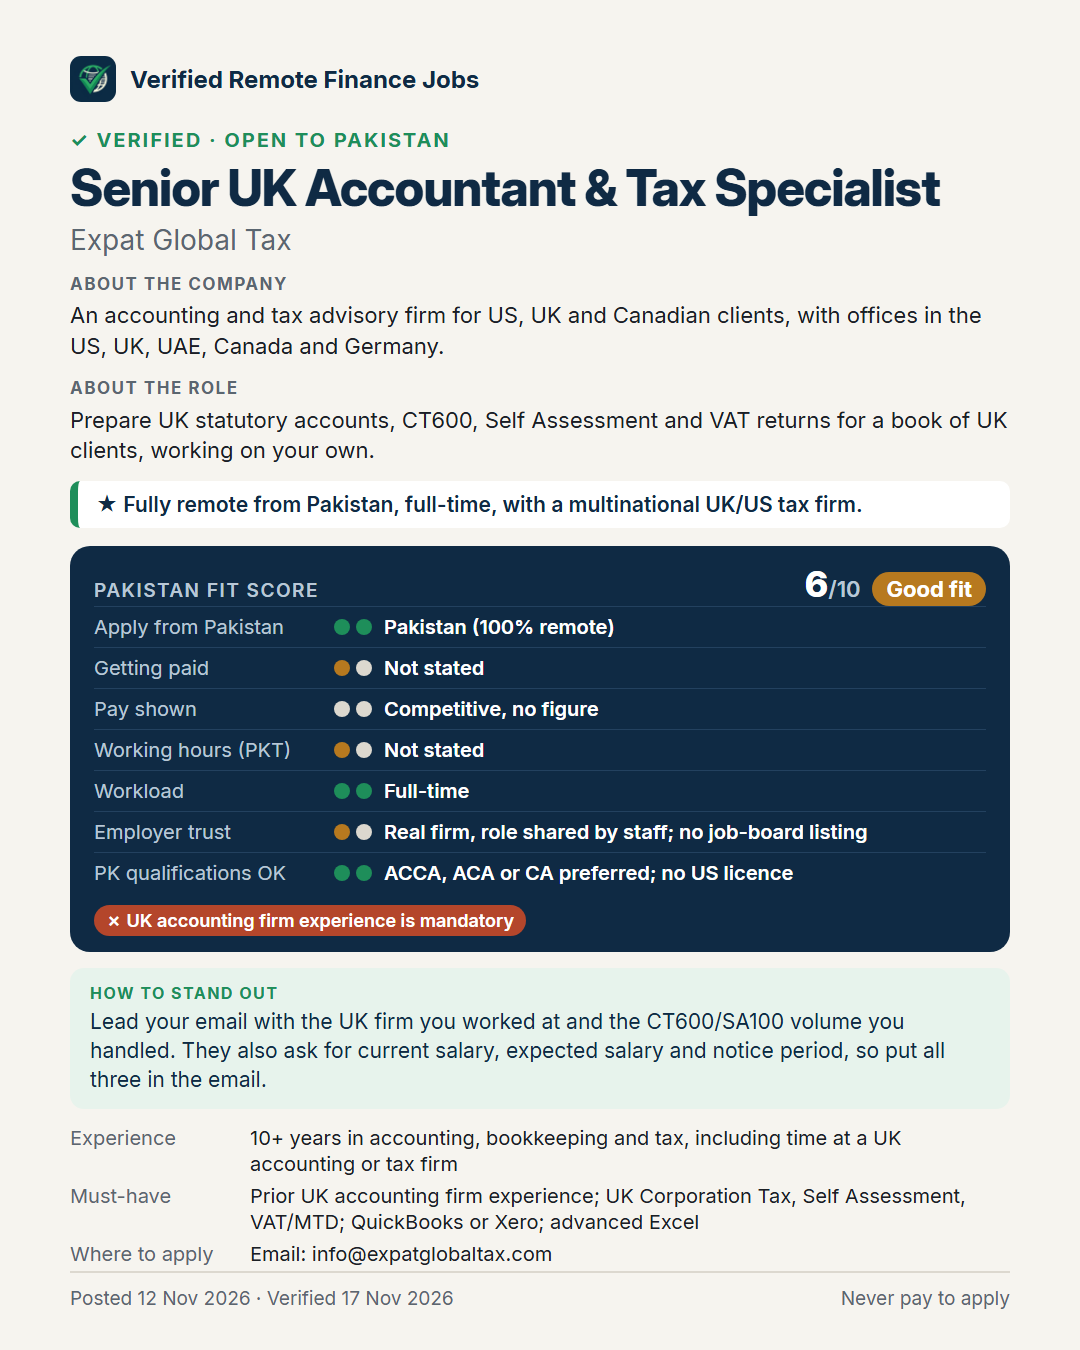 Verified Remote Finance Jobs
✓ VERIFIED · OPEN TO PAKISTAN
Senior UK Accountant & Tax Specialist
Expat Global Tax
ABOUT THE COMPANY
An accounting and tax advisory firm for US, UK and Canadian clients, with offices in the
US, UK, UAE, Canada and Germany.
ABOUT THE ROLE
Prepare UK statutory accounts, CT600, Self Assessment and VAT returns for a book of UK
clients, working on your own.
★ Fully remote from Pakistan, full-time, with a multinational UK/US tax firm.
PAKISTAN FIT SCORE 6/10 Good fit
Apply from Pakistan Pakistan (100% remote)
Getting paid Not stated
Pay shown Competitive, no figure
Working hours (PKT) Not stated
Workload Full-time
Employer trust Real firm, role shared by staff; no job-board listing
PK qualifications OK ACCA, ACA or CA preferred; no US licence
× UK accounting firm experience is mandatory
HOW TO STAND OUT
Lead your email with the UK firm you worked at and the CT600/SA100 volume you
handled. They also ask for current salary, expected salary and notice period, so put all
three in the email.
Experience 10+ years in accounting, bookkeeping and tax, including time at a UK
accounting or tax firm
Must-have Prior UK accounting firm experience; UK Corporation Tax, Self Assessment,
VAT/MTD; QuickBooks or Xero; advanced Excel
Where to apply Email: info@expatglobaltax.com
Posted 12 Nov 2026 · Verified 17 Nov 2026 Never pay to apply